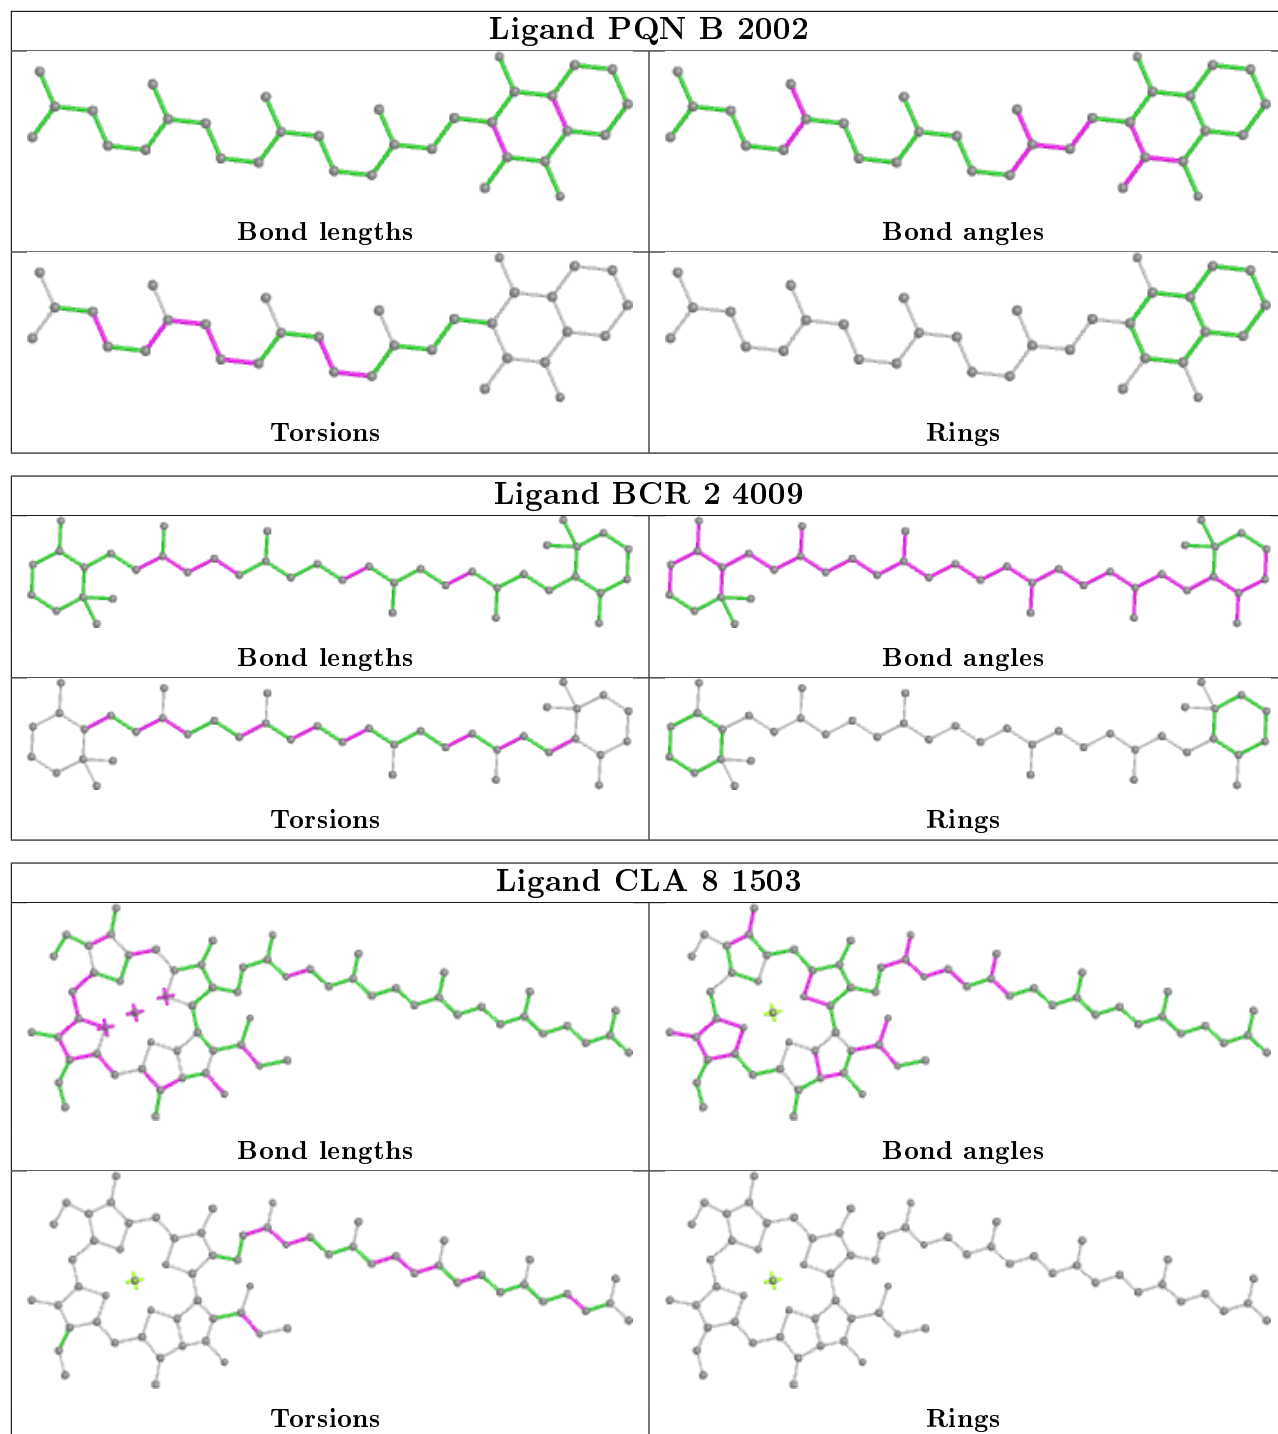 Ligand PQN B 2002
Bond lengths
Bond angles
Torsions
Rings
Ligand BCR 2 4009
Bond lengths
Bond angles
Torsions
Rings
Ligand CLA 8 1503
Bond lengths
Bond angles
Torsions
Rings